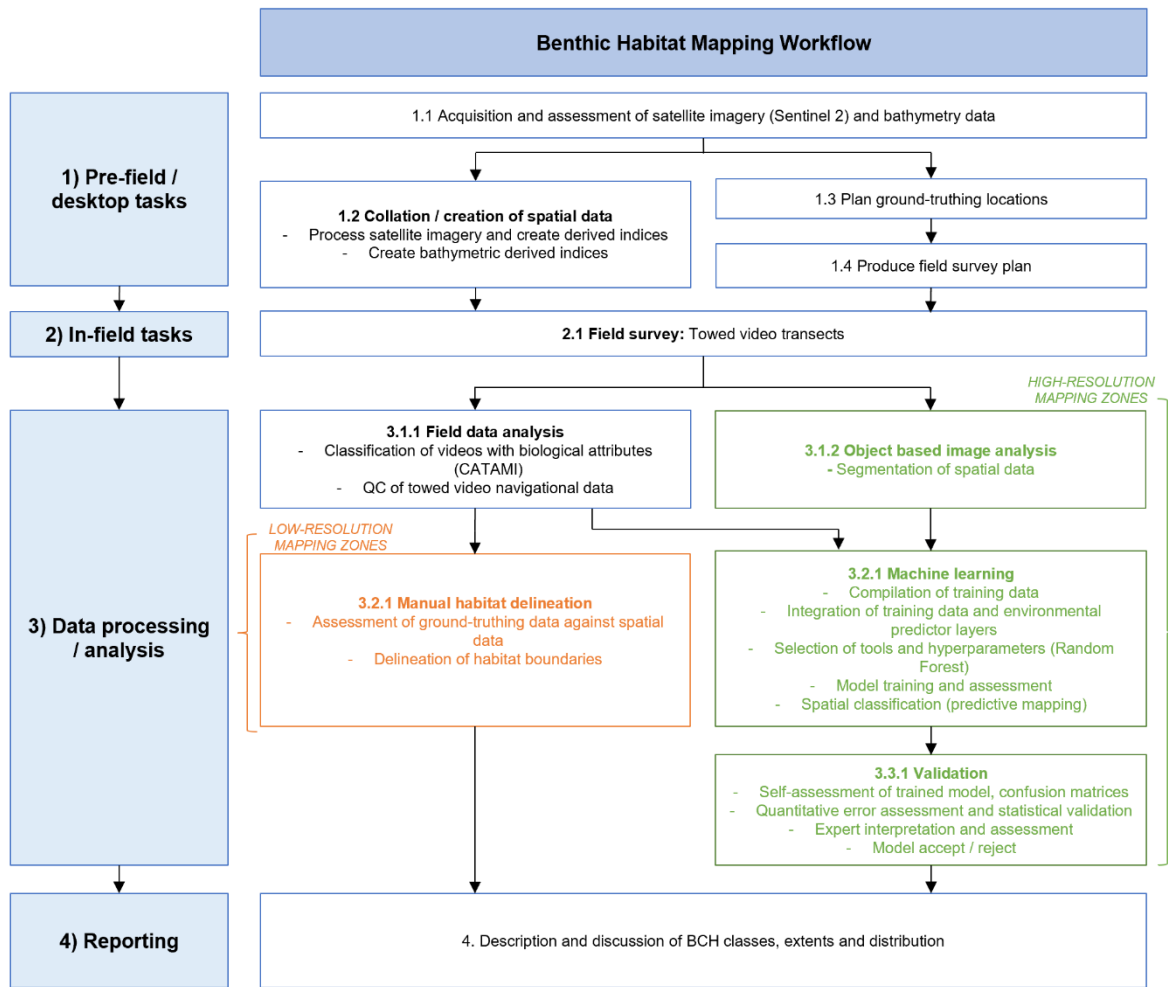 Benthic Habitat Mapping Workflow
1) Pre-field /
desktop tasks
1.1 Acquisition and assessment of satellite imagery (Sentinel 2) and bathymetry data
1.2 Collation / creation of spatial data
- Process satellite imagery and create derived indices
- Create bathymetric derived indices
1.3 Plan ground-truthing locations
1.4 Produce field survey plan
2) In-field tasks
2.1 Field survey: Towed video transects
HIGH-RESOLUTION
MAPPING ZONES
3) Data processing
/ analysis
3.1.1 Field data analysis
- Classification of videos with biological attributes
(CATAMI)
- QC of towed video navigational data
3.1.2 Object based image analysis
- Segmentation of spatial data
LOW-RESOLUTION
MAPPING ZONES
3.2.1 Manual habitat delineation
- Assessment of ground-truthing data against spatial
data
- Delineation of habitat boundaries
3.2.1 Machine learning
- Compilation of training data
- Integration of training data and environmental
predictor layers
- Selection of tools and hyperparameters (Random
Forest)
- Model training and assessment
- Spatial classification (predictive mapping)
3.3.1 Validation
- Self-assessment of trained model, confusion matrices
- Quantitative error assessment and statistical validation
- Expert interpretation and assessment
- Model accept / reject
4) Reporting
4. Description and discussion of BCH classes, extents and distribution